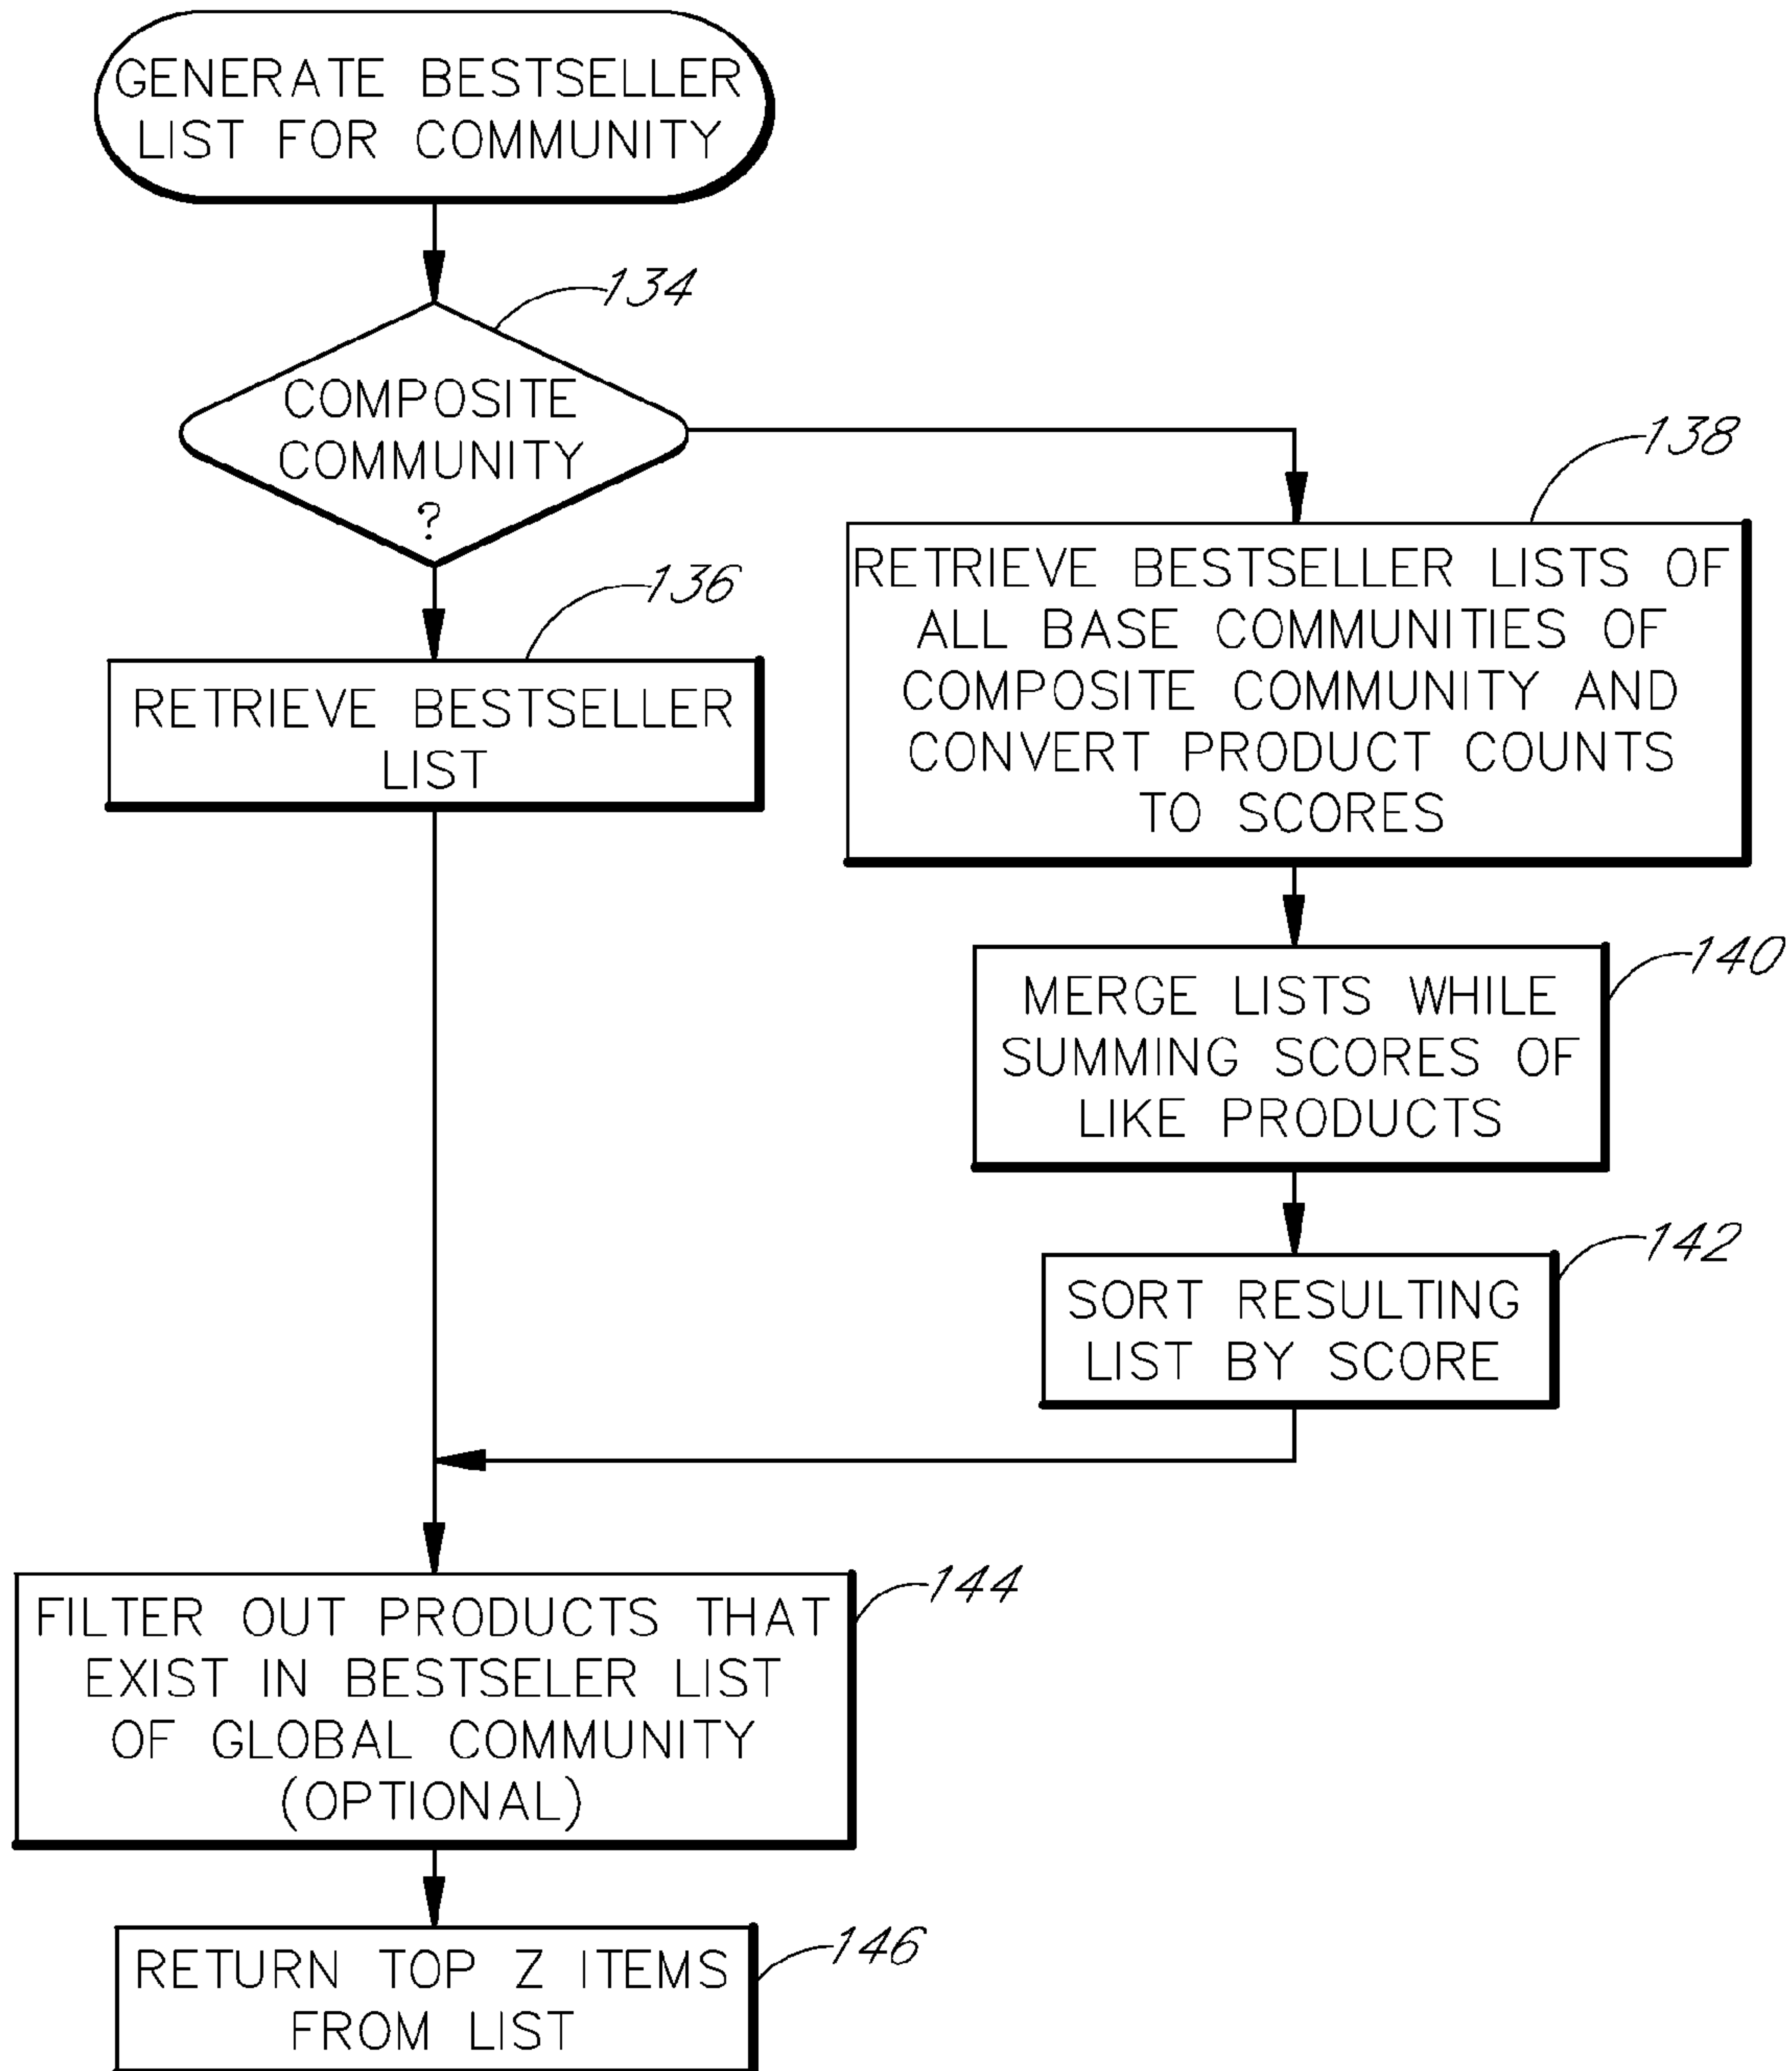 GENERATE BESTSELLER
LIST FOR COMMUNITY
134
COMPOSITE
COMMUNITY
?
136
RETRIEVE BESTSELLER
LIST
138
RETRIEVE BESTSELLER LISTS OF
ALL BASE COMMUNITIES OF
COMPOSITE COMMUNITY AND
CONVERT PRODUCT COUNTS
TO SCORES
140
MERGE LISTS WHILE
SUMMING SCORES OF
LIKE PRODUCTS
142
SORT RESULTING
LIST BY SCORE
144
FILTER OUT PRODUCTS THAT
EXIST IN BESTSELER LIST
OF GLOBAL COMMUNITY
(OPTIONAL)
146
RETURN TOP Z ITEMS
FROM LIST